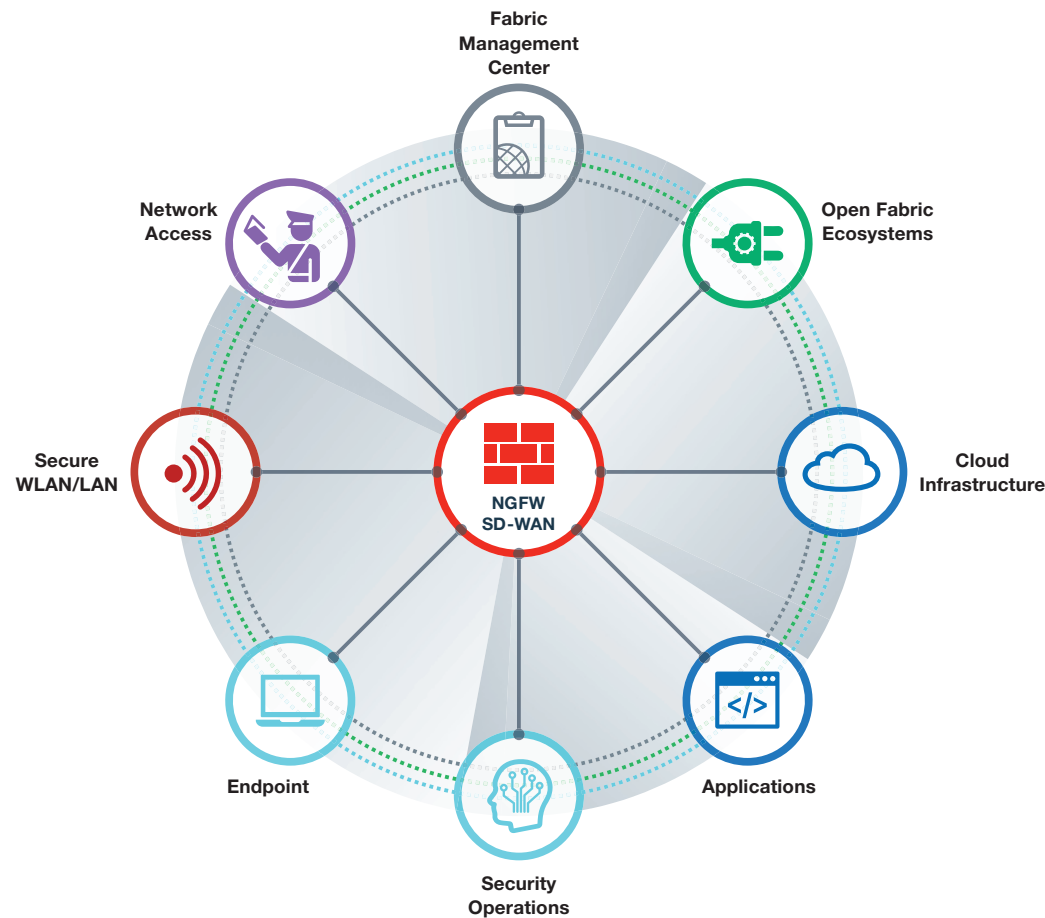 Fabric
Management
Center
Network
Access
Open Fabric
Ecosystems
Secure
WLAN/LAN
NGFW
SD-WAN
Cloud
Infrastructure
</>
Endpoint
Applications
Security
Operations